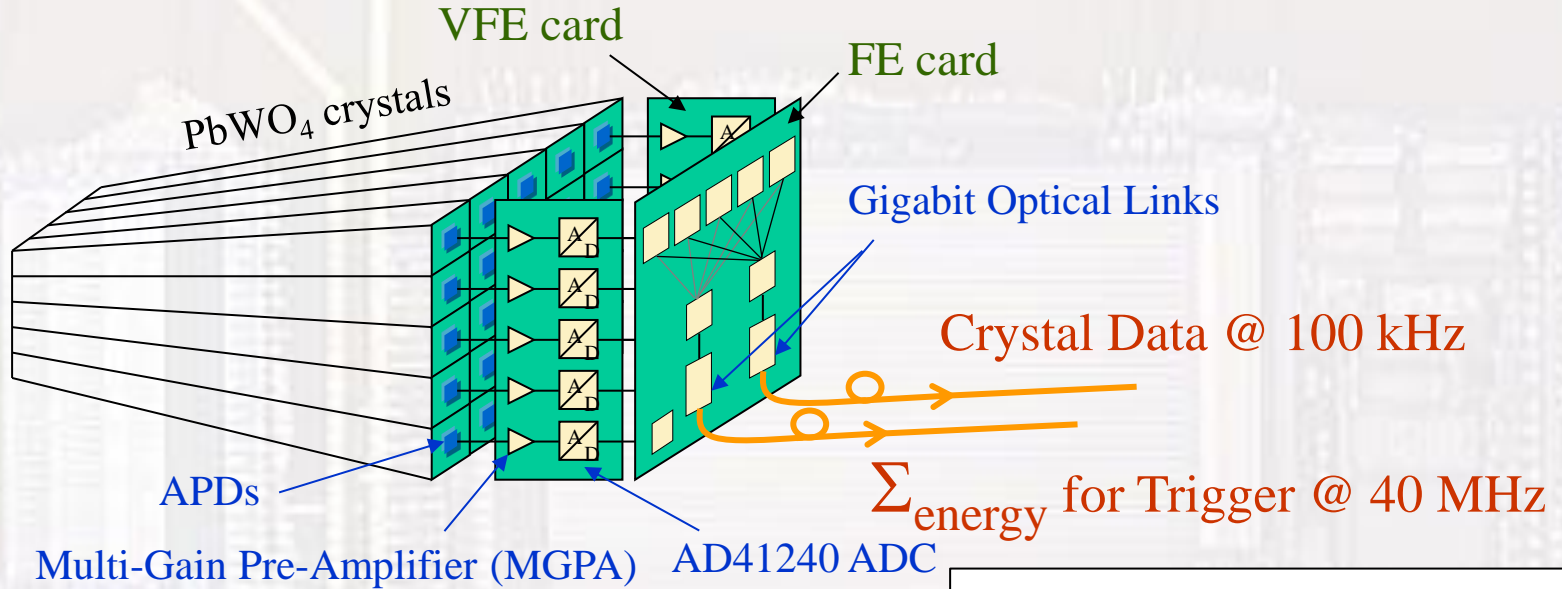 VFE card
FE card
PbWO₄ crystals
A
A D
A D
A D
A D
A D
Gigabit Optical Links
Crystal Data @ 100 kHz
APDs
Σenergy for Trigger @ 40 MHz
Multi-Gain Pre-Amplifier (MGPA)
AD41240 ADC